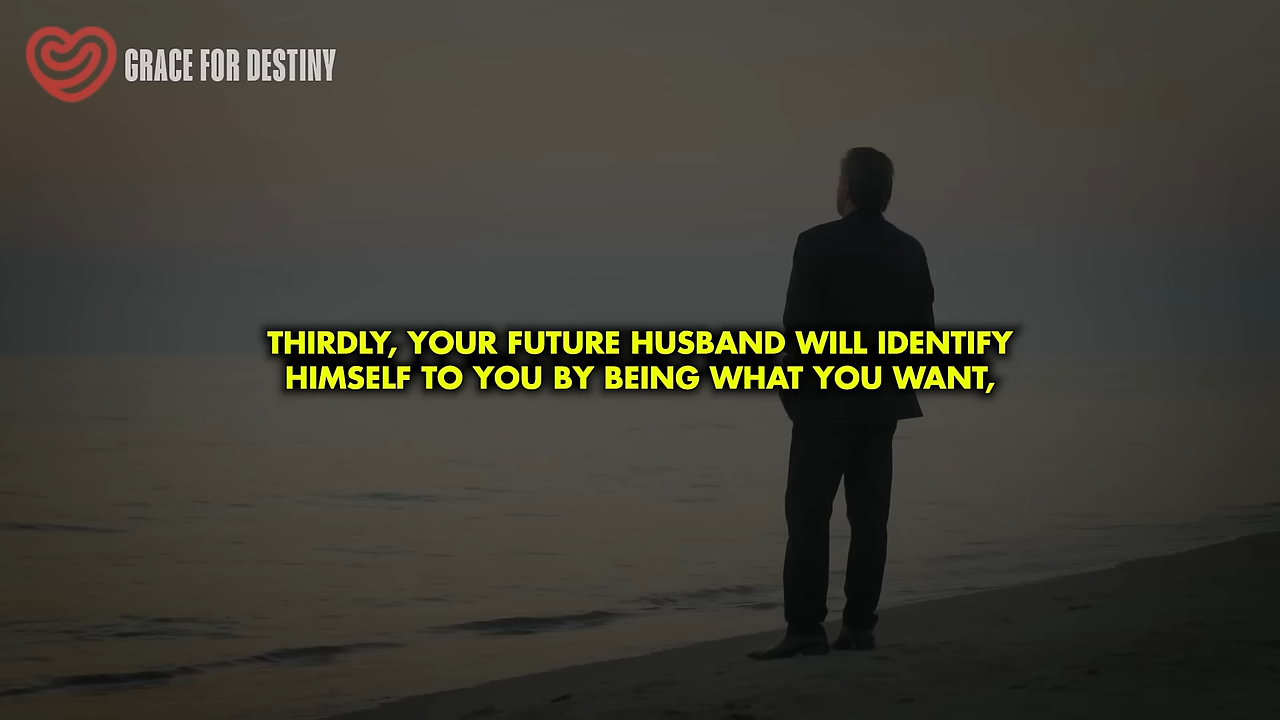 GRACE FOR DESTINY
THIRDLY, YOUR FUTURE HUSBAND WILL IDENTIFY
HIMSELF TO YOU BY BEING WHAT YOU WANT,